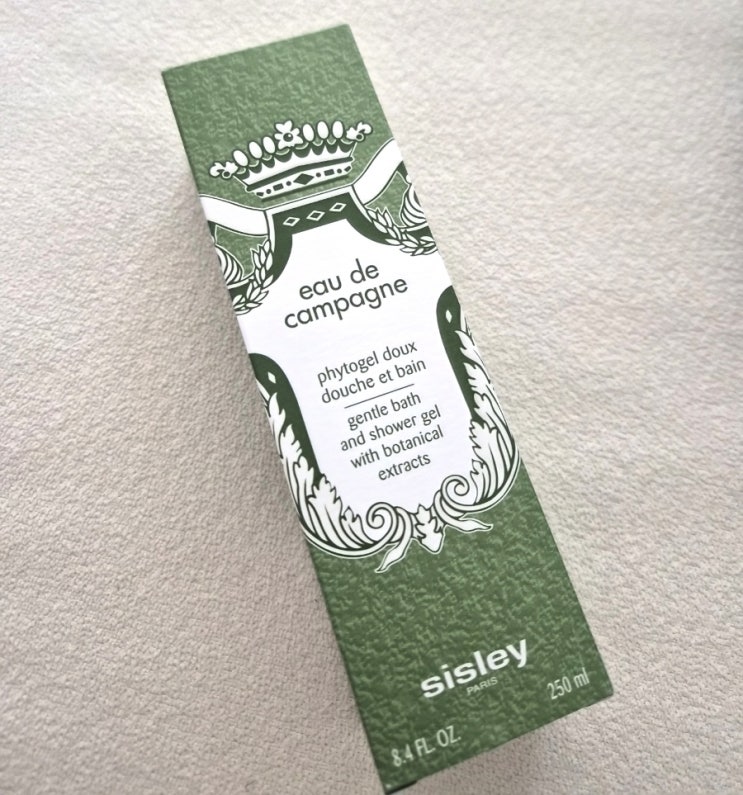 eau de
campagne
phytogel doux
douche et bain
gentle bath
and shower gel
with botanical
extracts
sisley
PARIS
250 ml
8.4 FL. OZ.